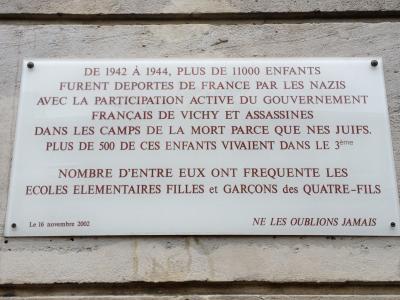 DE 1942 À 1944, PLUS DE 11000 ENFANTS
FURENT DEPORTES DE FRANCE PAR LES NAZIS
AVEC LA PARTICIPATION ACTIVE DU GOUVERNEMENT
FRANÇAIS DE VICHY ET ASSASSINES
DANS LES CAMPS DE LA MORT PARCE QUE NES JUIFS.
PLUS DE 500 DE CES ENFANTS VIVAIENT DANS LE 3ème
NOMBRE D'ENTRE EUX ONT FREQUENTE LES
ECOLES ELEMENTAIRES FILLES et GARÇONS des QUATRE-FILS
Le 16 novembre 2002 NE LES OUBLIONS JAMAIS